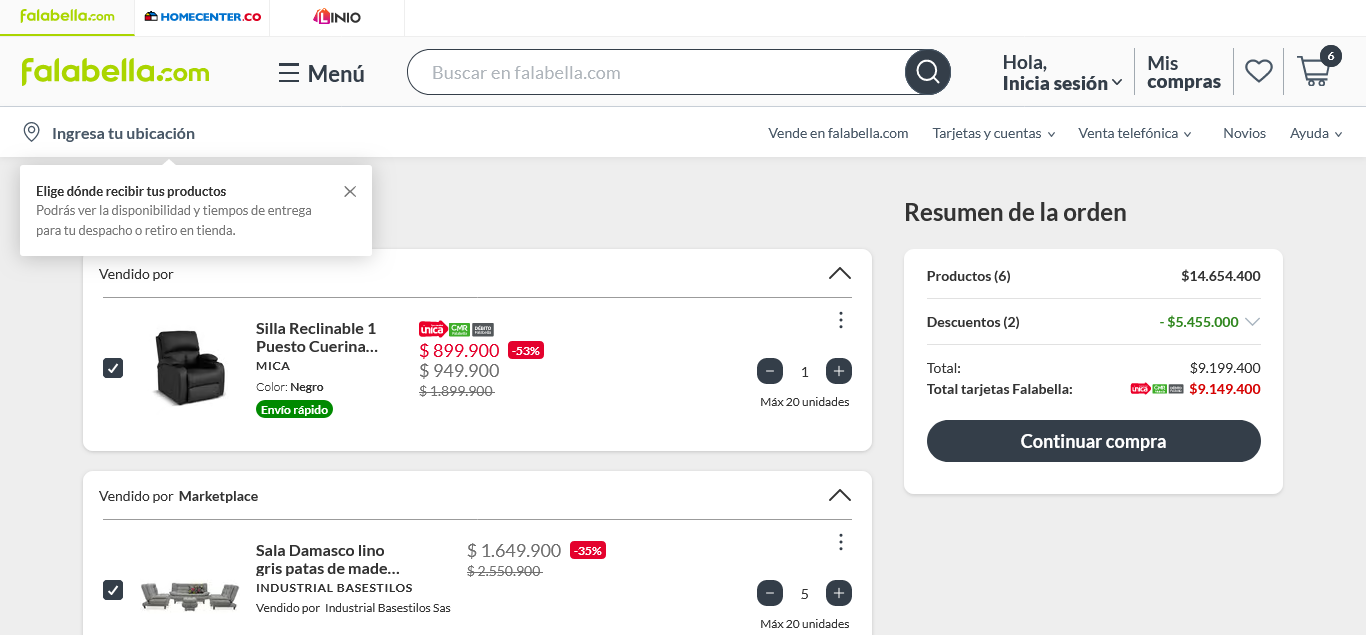 falabella.com
HOMECENTER.CO
LINIO
falabella.com
Menú
Buscar en falabella.com
Hola,
Inicia sesión
Mis
compras
6
Ingresa tu ubicación
Vende en falabella.com
Tarjetas y cuentas
Venta telefónica
Novios
Ayuda
Elige dónde recibir tus productos
Podrás ver la disponibilidad y tiempos de entrega
para tu despacho o retiro en tienda.
Vendido por
Silla Reclinable 1
Puesto Cuerina...
MICA
Color: Negro
Envío rápido
unica CMR Falabella DÉBITO Falabella
$ 899.900 -53%
$ 949.900
$ 1.899.900
1
Máx 20 unidades
Vendido por Marketplace
Sala Damasco lino
gris patas de made...
INDUSTRIAL BASESTILOS
Vendido por Industrial Basestilos Sas
$ 1.649.900 -35%
$ 2.550.900
5
Máx 20 unidades
Resumen de la orden
Productos (6) $14.654.400
Descuentos (2) - $5.455.000
Total: $9.199.400
Total tarjetas Falabella: unica CMR $9.149.400
Continuar compra